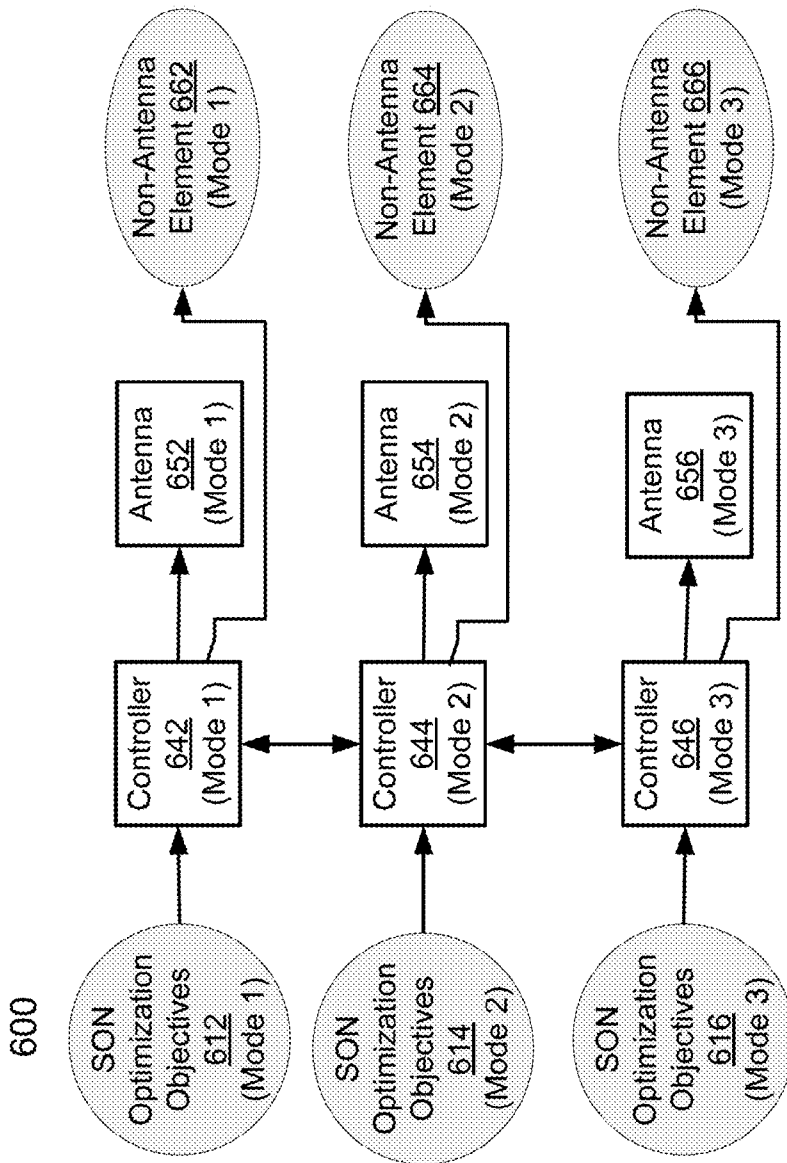 600
SON
Optimization
Objectives
612
(Mode 1)
Controller
642
(Mode 1)
Antenna
652
(Mode 1)
Non-Antenna
Element 662
(Mode 1)
SON
Optimization
Objectives
614
(Mode 2)
Controller
644
(Mode 2)
Antenna
654
(Mode 2)
Non-Antenna
Element 664
(Mode 2)
SON
Optimization
Objectives
616
(Mode 3)
Controller
646
(Mode 3)
Antenna
656
(Mode 3)
Non-Antenna
Element 666
(Mode 3)